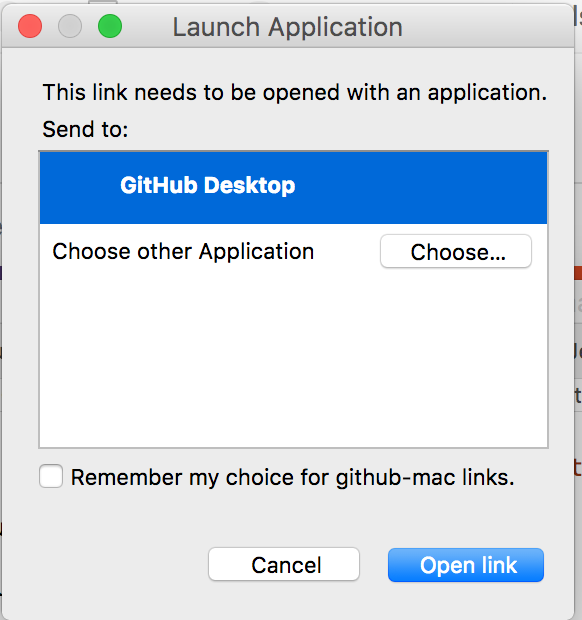 Launch Application
This link needs to be opened with an application.
Send to:
GitHub Desktop
Choose other Application
Choose...
Remember my choice for github-mac links.
Cancel
Open link